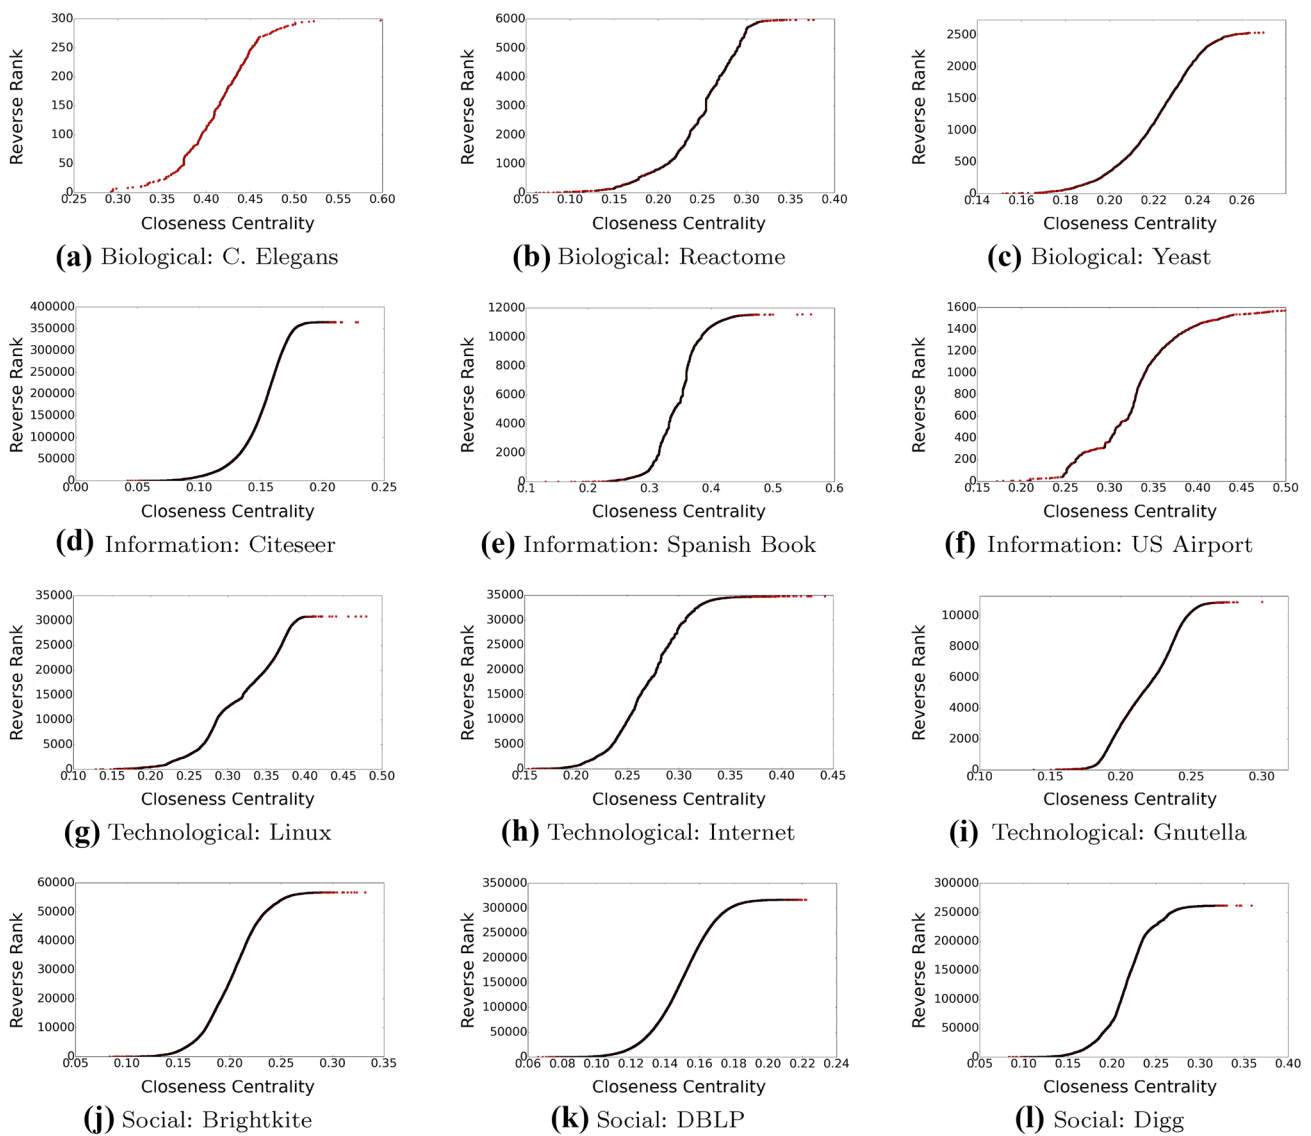 300
250
200
150
100
50
0
Reverse Rank
0.25 0.30 0.35 0.40 0.45 0.50 0.55 0.60
Closeness Centrality
(a) Biological: C. Elegans
6000
5000
4000
3000
2000
1000
0
Reverse Rank
0.05 0.10 0.15 0.20 0.25 0.30 0.35 0.40
Closeness Centrality
(b) Biological: Reactome
2500
2000
1500
1000
500
0
Reverse Rank
0.14 0.16 0.18 0.20 0.22 0.24 0.26
Closeness Centrality
(c) Biological: Yeast
400000
350000
300000
250000
200000
150000
100000
50000
0
Reverse Rank
0.00 0.05 0.10 0.15 0.20 0.25
Closeness Centrality
(d) Information: Citeseer
12000
10000
8000
6000
4000
2000
0
Reverse Rank
0.1 0.2 0.3 0.4 0.5 0.6
Closeness Centrality
(e) Information: Spanish Book
1600
1400
1200
1000
800
600
400
200
0
Reverse Rank
0.15 0.20 0.25 0.30 0.35 0.40 0.45 0.50
Closeness Centrality
(f) Information: US Airport
35000
30000
25000
20000
15000
10000
5000
0
Reverse Rank
0.10 0.15 0.20 0.25 0.30 0.35 0.40 0.45 0.50
Closeness Centrality
(g) Technological: Linux
35000
30000
25000
20000
15000
10000
5000
0
Reverse Rank
0.15 0.20 0.25 0.30 0.35 0.40 0.45
Closeness Centrality
(h) Technological: Internet
10000
8000
6000
4000
2000
0
Reverse Rank
0.10 0.15 0.20 0.25 0.30
Closeness Centrality
(i) Technological: Gnutella
60000
50000
40000
30000
20000
10000
0
Reverse Rank
0.05 0.10 0.15 0.20 0.25 0.30 0.35
Closeness Centrality
(j) Social: Brightkite
350000
300000
250000
200000
150000
100000
50000
0
Reverse Rank
0.06 0.08 0.10 0.12 0.14 0.16 0.18 0.20 0.22 0.24
Closeness Centrality
(k) Social: DBLP
300000
250000
200000
150000
100000
50000
0
Reverse Rank
0.05 0.10 0.15 0.20 0.25 0.30 0.35 0.40
Closeness Centrality
(l) Social: Digg